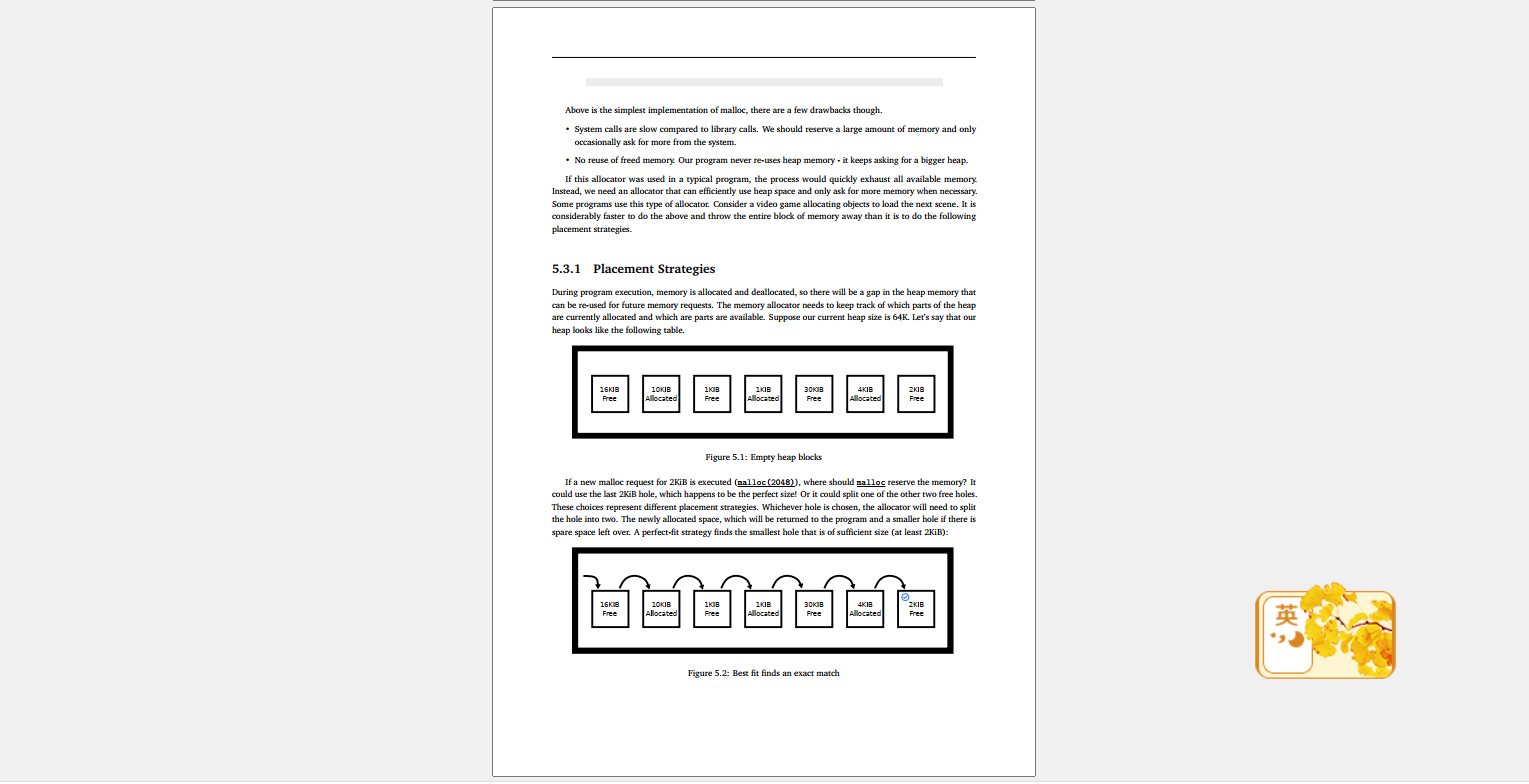 Above is the simplest implementation of malloc, there are a few drawbacks though.
• System calls are slow compared to library calls. We should reserve a large amount of memory and only
occasionally ask for more from the system.
• No reuse of freed memory. Our program never re-uses heap memory - it keeps asking for a bigger heap.
If this allocator was used in a typical program, the process would quickly exhaust all available memory.
Instead, we need an allocator that can efficiently use heap space and only ask for more memory when necessary.
Some programs use this type of allocator. Consider a video game allocating objects to load the next scene. It is
considerably faster to do the above and throw the entire block of memory away than it is to do the following
placement strategies.
5.3.1 Placement Strategies
During program execution, memory is allocated and deallocated, so there will be a gap in the heap memory that
can be re-used for future memory requests. The memory allocator needs to keep track of which parts of the heap
are currently allocated and which are parts are available. Suppose our current heap size is 64K. Let's say that our
heap looks like the following table.
16KIB Free
10KIB Allocated
1KIB Free
1KIB Allocated
30KIB Free
4KIB Allocated
2KIB Free
Figure 5.1: Empty heap blocks
If a new malloc request for 2KiB is executed (malloc(2048)), where should malloc reserve the memory? It
could use the last 2KiB hole, which happens to be the perfect size! Or it could split one of the other two free holes.
These choices represent different placement strategies. Whichever hole is chosen, the allocator will need to split
the hole into two. The newly allocated space, which will be returned to the program and a smaller hole if there is
spare space left over. A perfect-fit strategy finds the smallest hole that is of sufficient size (at least 2KiB):
16KIB Free
10KIB Allocated
1KIB Free
1KIB Allocated
30KIB Free
4KIB Allocated
2KIB Free
Figure 5.2: Best fit finds an exact match
英